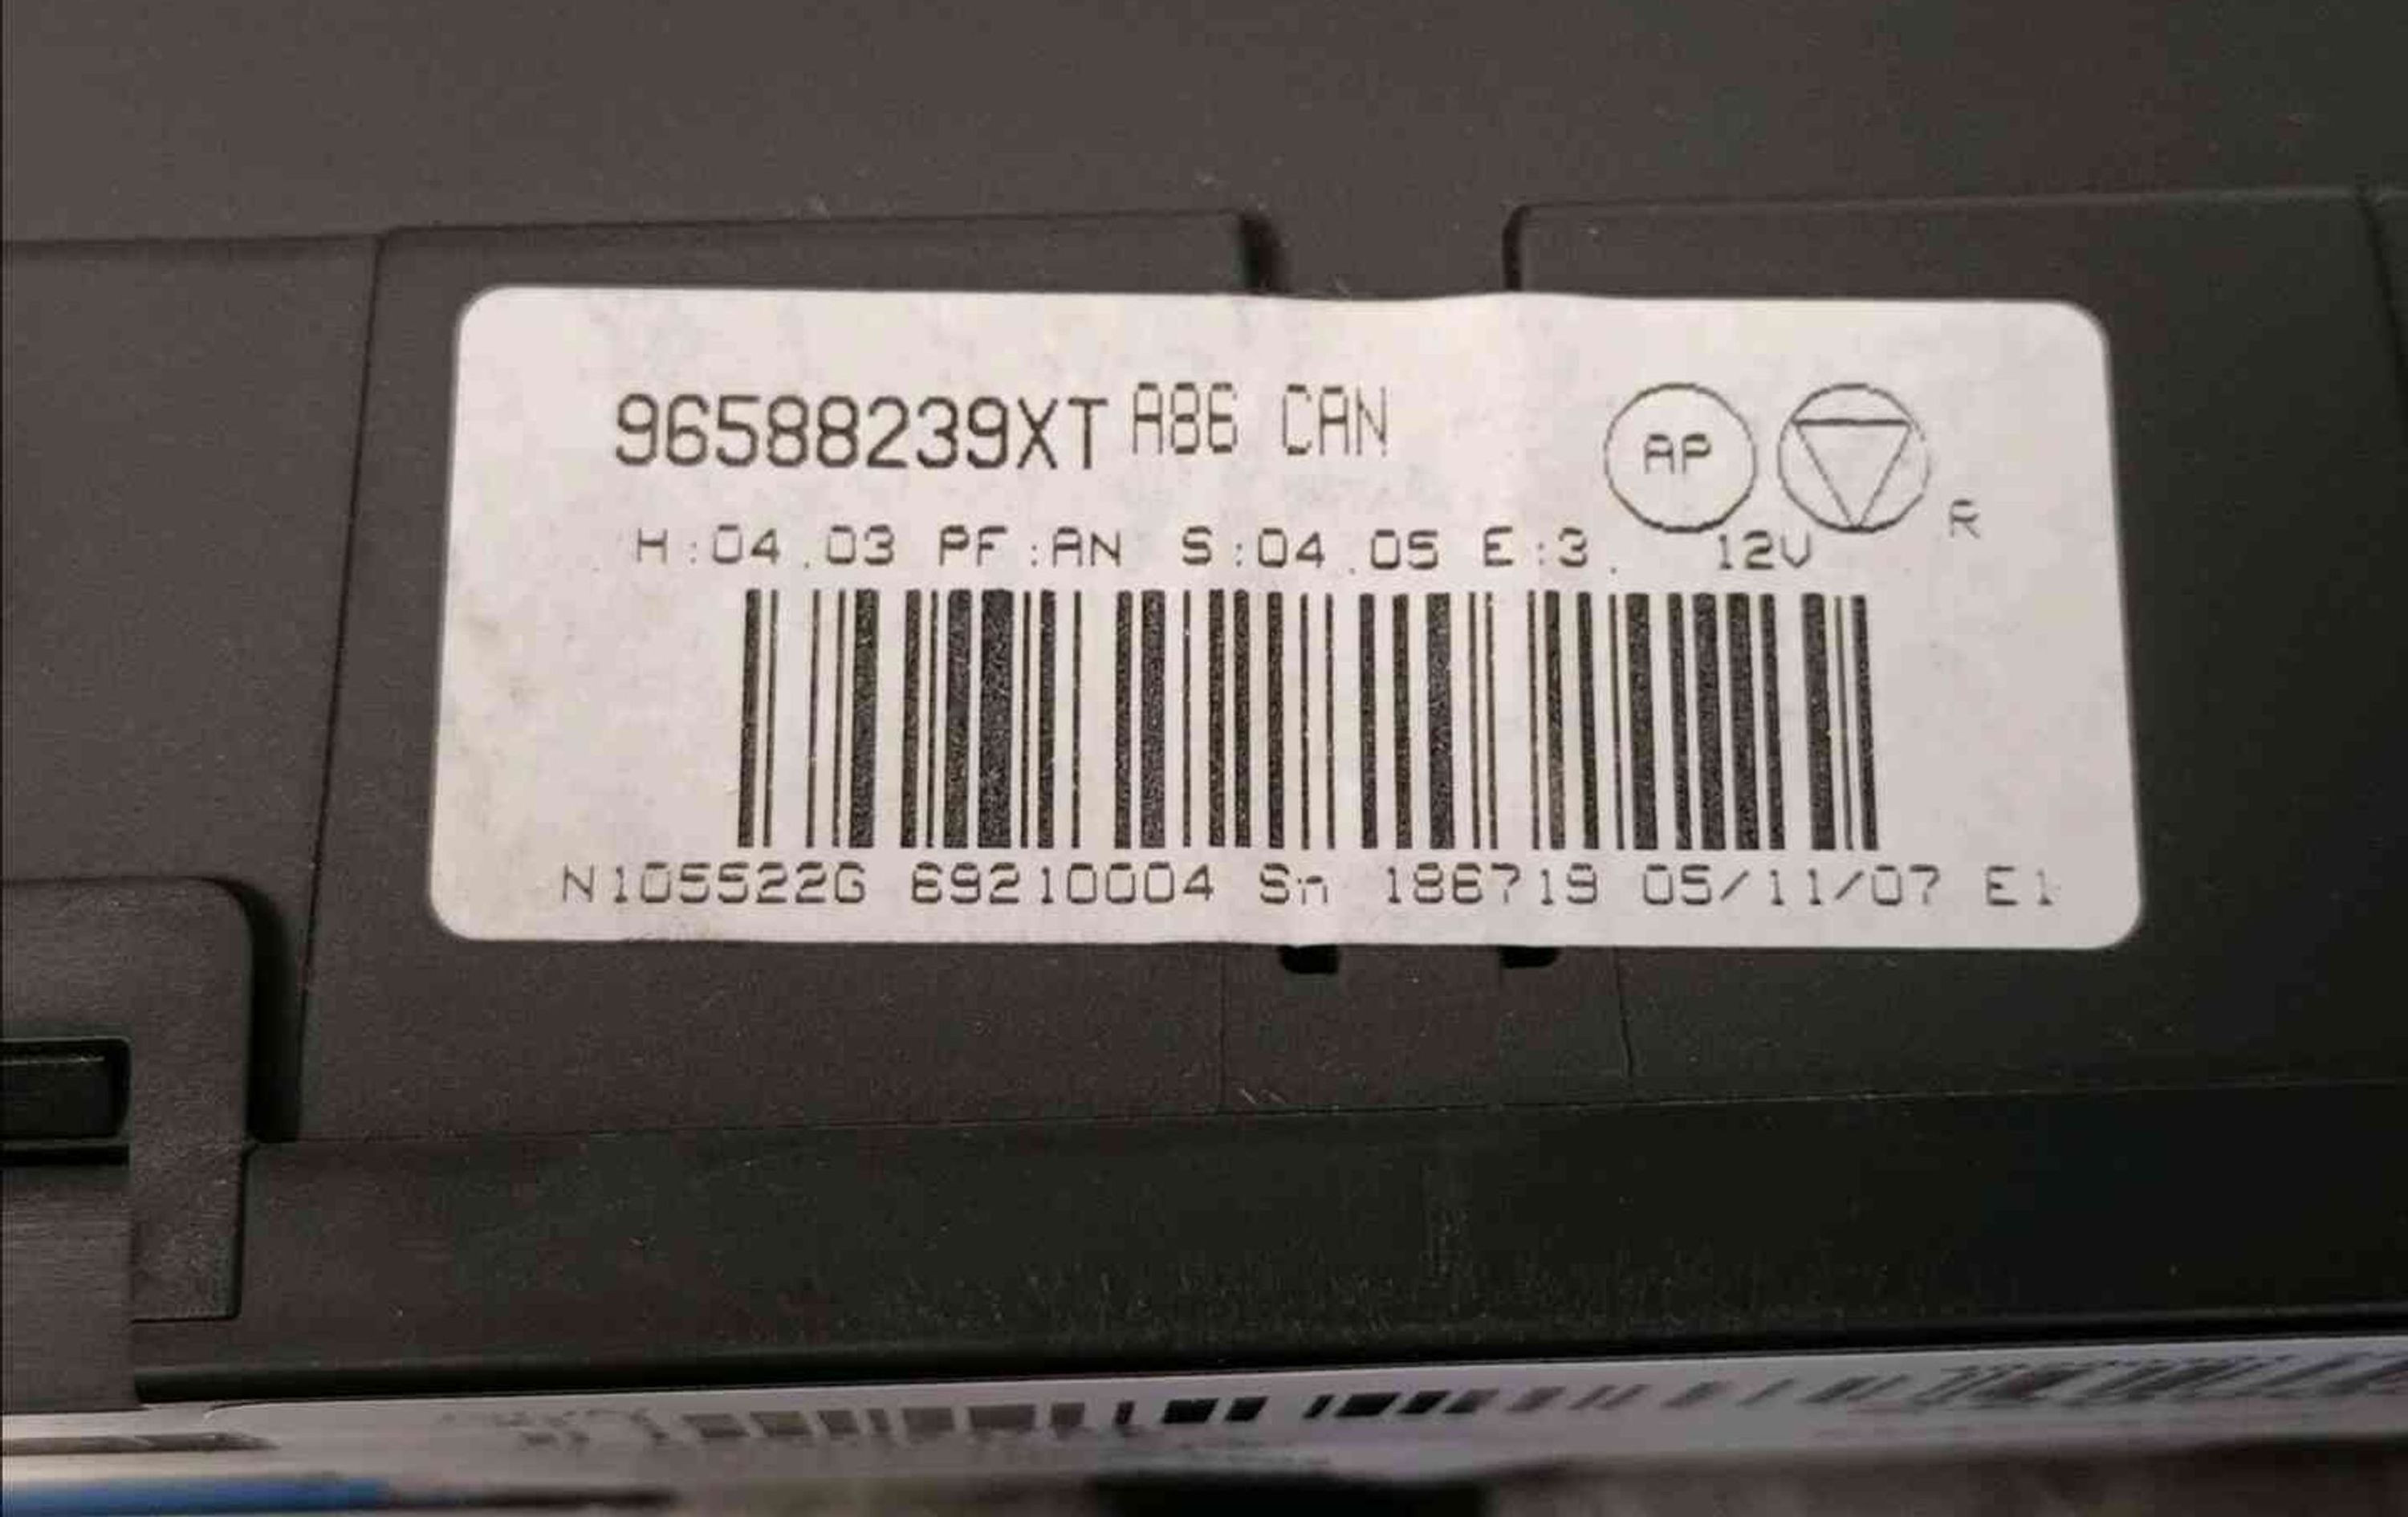 96588239XT A86 CAN
AP
R
H:04.03 PF:AN S:04.05 E:3. 12V
N105522G 69210004 Sn 186719 05/11/07 E1